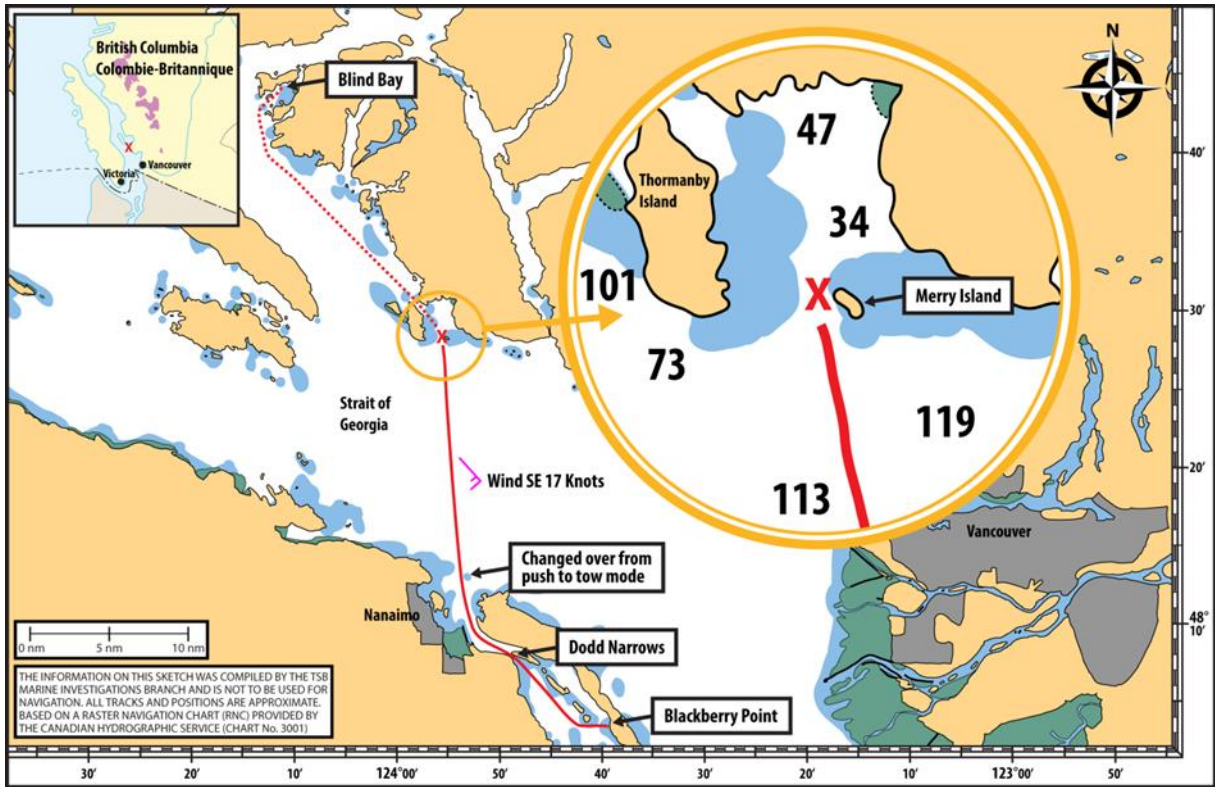 British Columbia
Colombie-Britannique
Vancouver
Victoria
X
Blind Bay
N
47
Thormanby
Island
34
101
X
Merry Island
73
119
113
X
Strait of
Georgia
Wind SE 17 Knots
Changed over from
push to tow mode
Vancouver
Nanaimo
Dodd Narrows
Blackberry Point
0 5 nm 10 nm
THE INFORMATION ON THIS SKETCH WAS COMPILED BY THE TSB
MARINE INVESTIGATIONS BRANCH AND IS NOT TO BE USED FOR
NAVIGATION. ALL TRACKS AND POSITIONS ARE APPROXIMATE.
BASED ON A RASTER NAVIGATION CHART (RNC) PROVIDED BY
THE CANADIAN HYDROGRAPHIC SERVICE (CHART No. 3001)
40'
30'
20'
48°
10'
30' 20' 10' 124°00' 50' 40' 30' 20' 10' 123°00' 50'